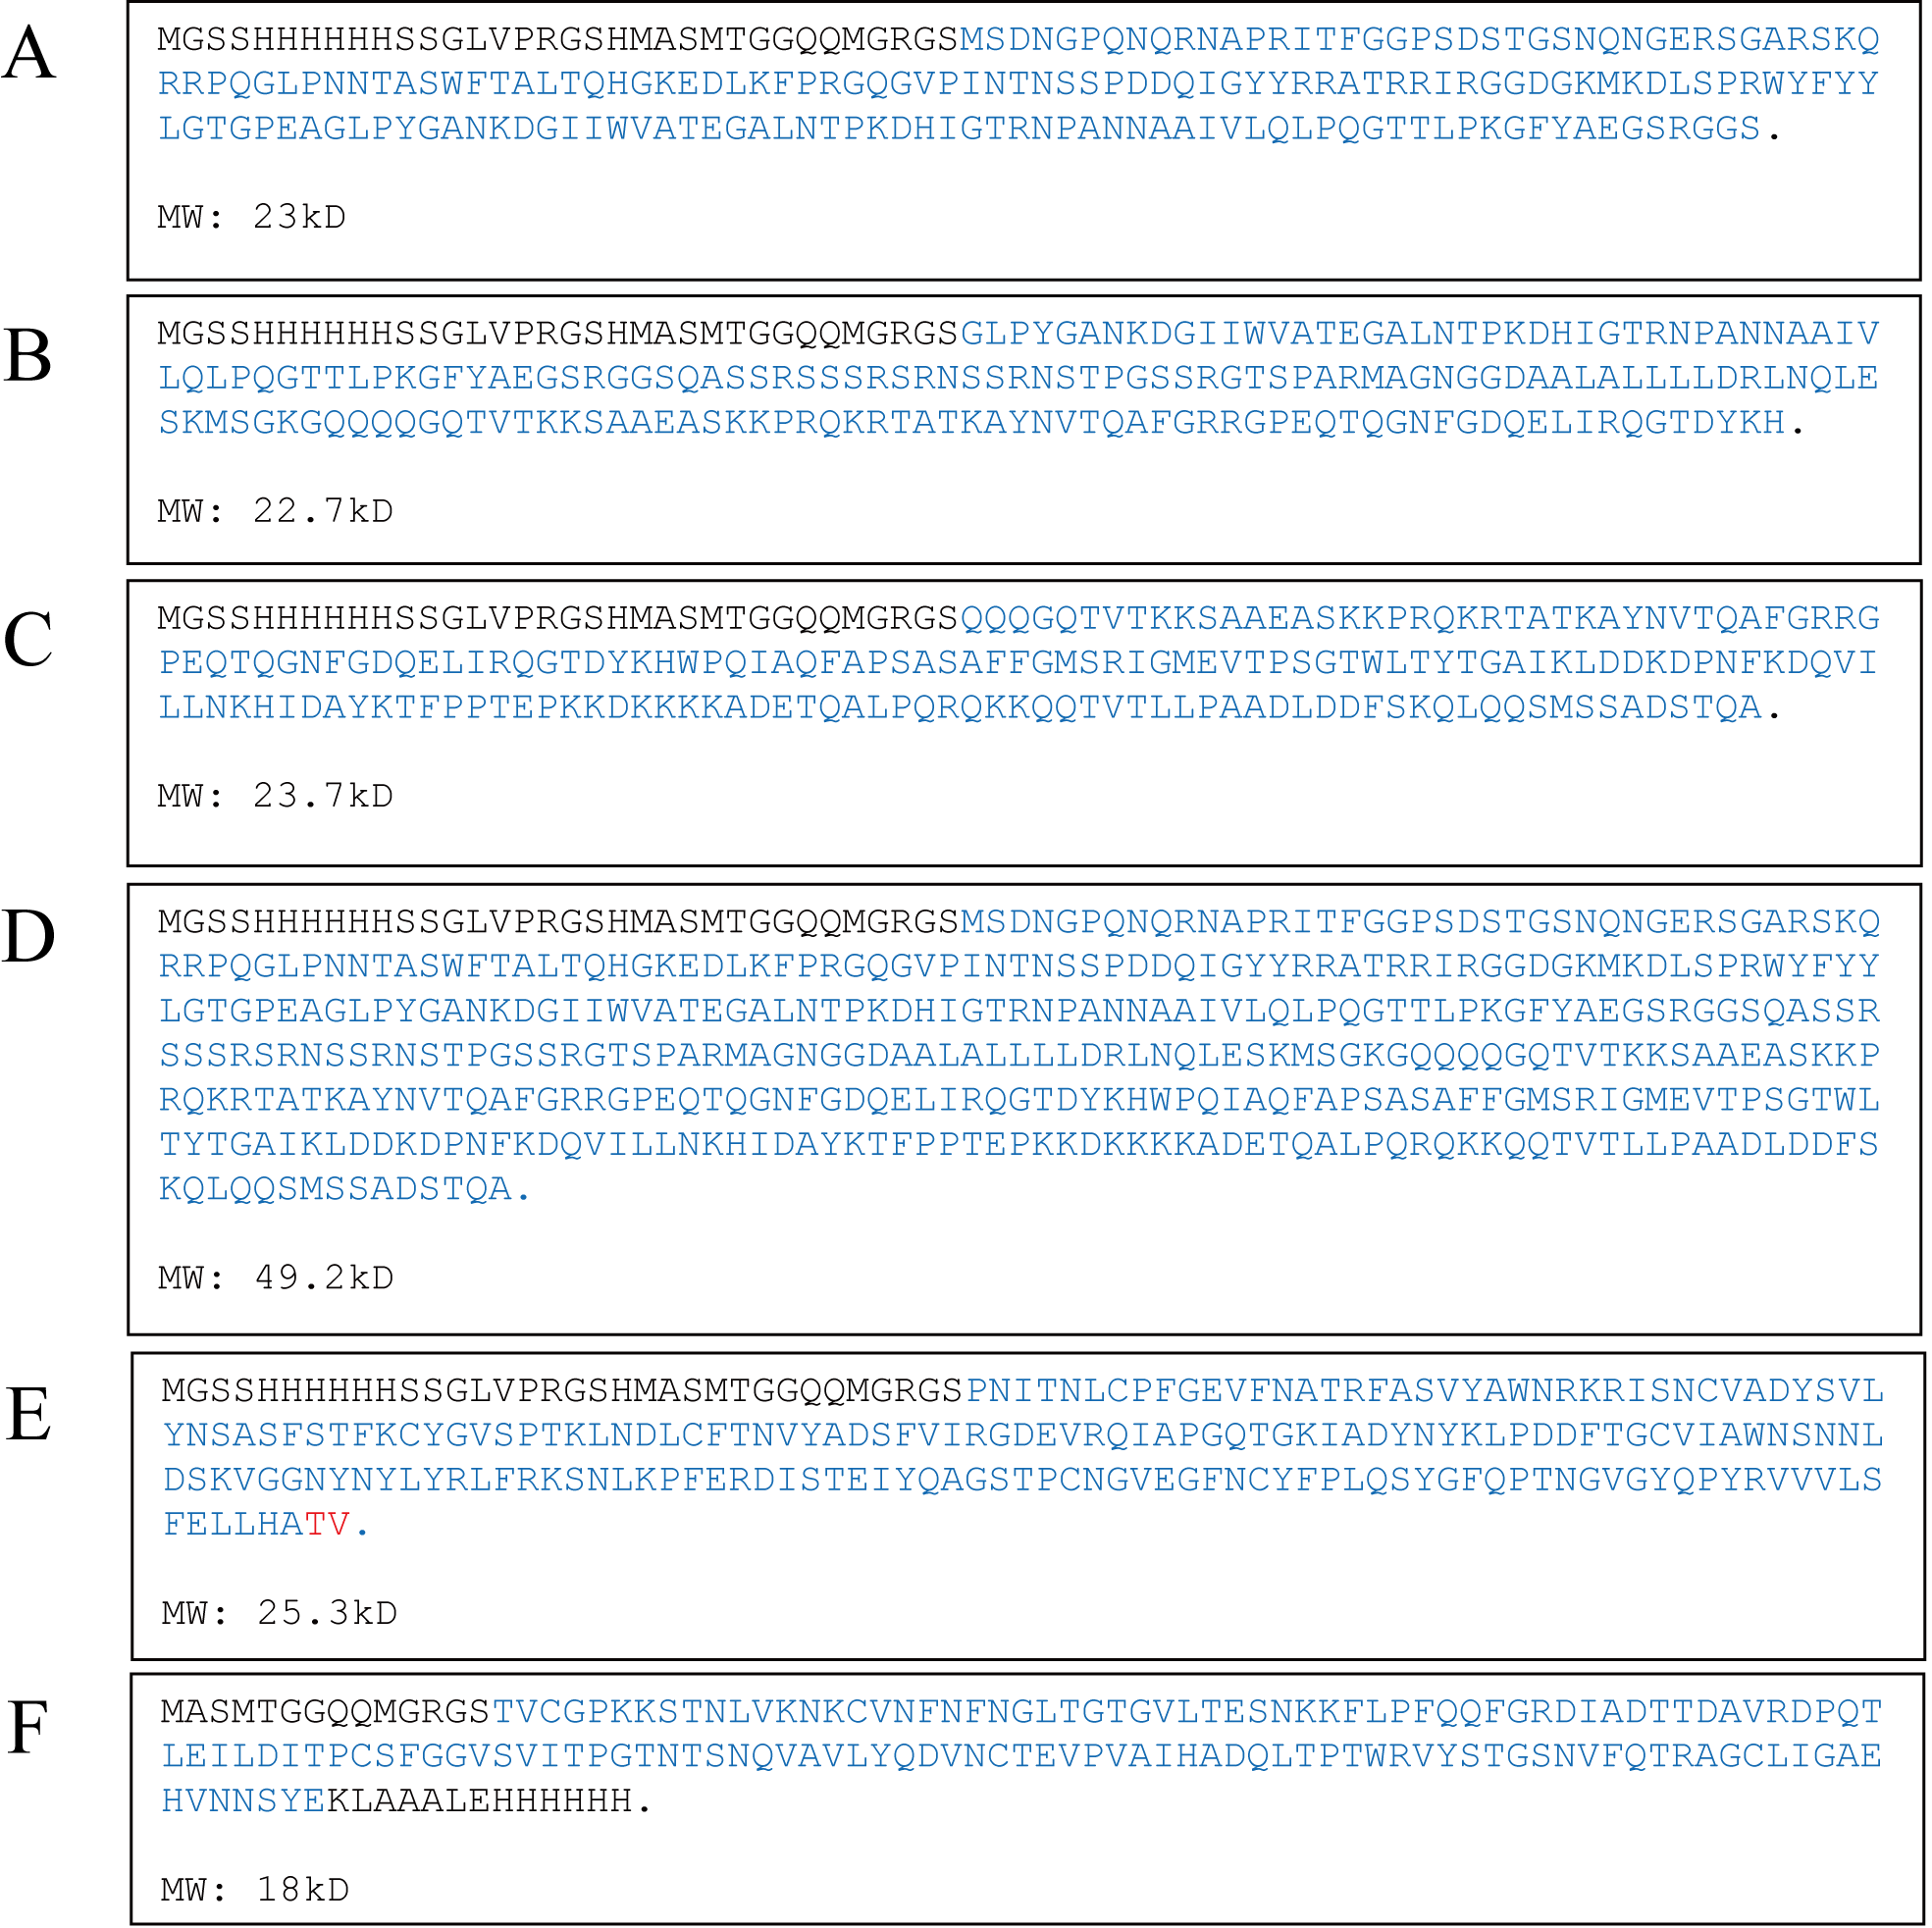 A
MGSSHHHHHHSSGLVPRGSHMASMTGGQQMGRGSMSDNGPQNQRNAPRITFGGPSDSTGSNQNGERSGARSKQ
RRPQGLPNNTASWFTALTQHGKEDLKFPRGQGVPINTNSSPDDQIGYYRRATRRIRGGDGKMKDLSPRWYFYY
LGTGPEAGLPYGANKDGIIWVATEGALNTPKDHIGTRNPANNAAIVLQLPQGTTLPKGFYAEGSRGGS.
MW: 23kD
B
MGSSHHHHHHSSGLVPRGSHMASMTGGQQMGRGSGLPYGANKDGIIWVATEGALNTPKDHIGTRNPANNAAIV
LQLPQGTTLPKGFYAEGSRGGSQASSRSSSRSRNSSRNSTPGSSRGTSPARMAGNGGDAALALLLLDRLNQLE
SKMSGKGQQQQGQTVTKKSAAEASKKPRQKRTATKAYNVTQAFGRRGPEQTQGNFGDQELIRQGTDYKH.
MW: 22.7kD
C
MGSSHHHHHHSSGLVPRGSHMASMTGGQQMGRGSQQQGQTVTKKSAAEASKKPRQKRTATKAYNVTQAFGRRG
PEQTQGNFGDQELIRQGTDYKHWPQIAQFAPSASAFFGMSRIGMEVTPSGTWLTYTGAIKLDDKDPNFKDQVI
LLNKHIDAYKTFPPTEPKKDKKKKADETQALPQRQKKQQTVTLLPAADLDDFSKQLQQSMSSADSTQA.
MW: 23.7kD
D
MGSSHHHHHHSSGLVPRGSHMASMTGGQQMGRGSMSDNGPQNQRNAPRITFGGPSDSTGSNQNGERSGARSKQ
RRPQGLPNNTASWFTALTQHGKEDLKFPRGQGVPINTNSSPDDQIGYYRRATRRIRGGDGKMKDLSPRWYFYY
LGTGPEAGLPYGANKDGIIWVATEGALNTPKDHIGTRNPANNAAIVLQLPQGTTLPKGFYAEGSRGGSQASSR
SSSRSRNSSRNSTPGSSRGTSPARMAGNGGDAALALLLLDRLNQLESKMSGKGQQQQGQTVTKKSAAEASKKP
RQKRTATKAYNVTQAFGRRGPEQTQGNFGDQELIRQGTDYKHWPQIAQFAPSASAFFGMSRIGMEVTPSGTWL
TYTGAIKLDDKDPNFKDQVILLNKHIDAYKTFPPTEPKKDKKKKADETQALPQRQKKQQTVTLLPAADLDDFS
KQLQQSMSSADSTQA.
MW: 49.2kD
E
MGSSHHHHHHSSGLVPRGSHMASMTGGQQMGRGSPNITNLCPFGEVFNATRFASVYAWNRKRISNCVADYSVL
YNSASFSTFKCYGVSPTKLNDLCFTNVYADSFVIRGDEVRQIAPGQTGKIADYNYKLPDDFTGCVIAWNSNNL
DSKVGGNYNYLYRLFRKSNLKPFERDISTEIYQAGSTPCNGVEGFNCYFPLQSYGFQPTNGVGYQPYRVVVLS
FELLHATV.
MW: 25.3kD
F
MASMTGGQQMGRGSTVCGPKKSTNLVKNKCVNFNFNGLTGTGVLTESNKKFLPFQQFGRDIADTTDAVRDPQT
LEILDITPCSFGGVSVITPGTNTSNQVAVLYQDVNCTEVPVAIHADQLTPTWRVYSTGSNVFQTRAGCLIGAE
HVNNSYEKLAAALEHHHHHH.
MW: 18kD